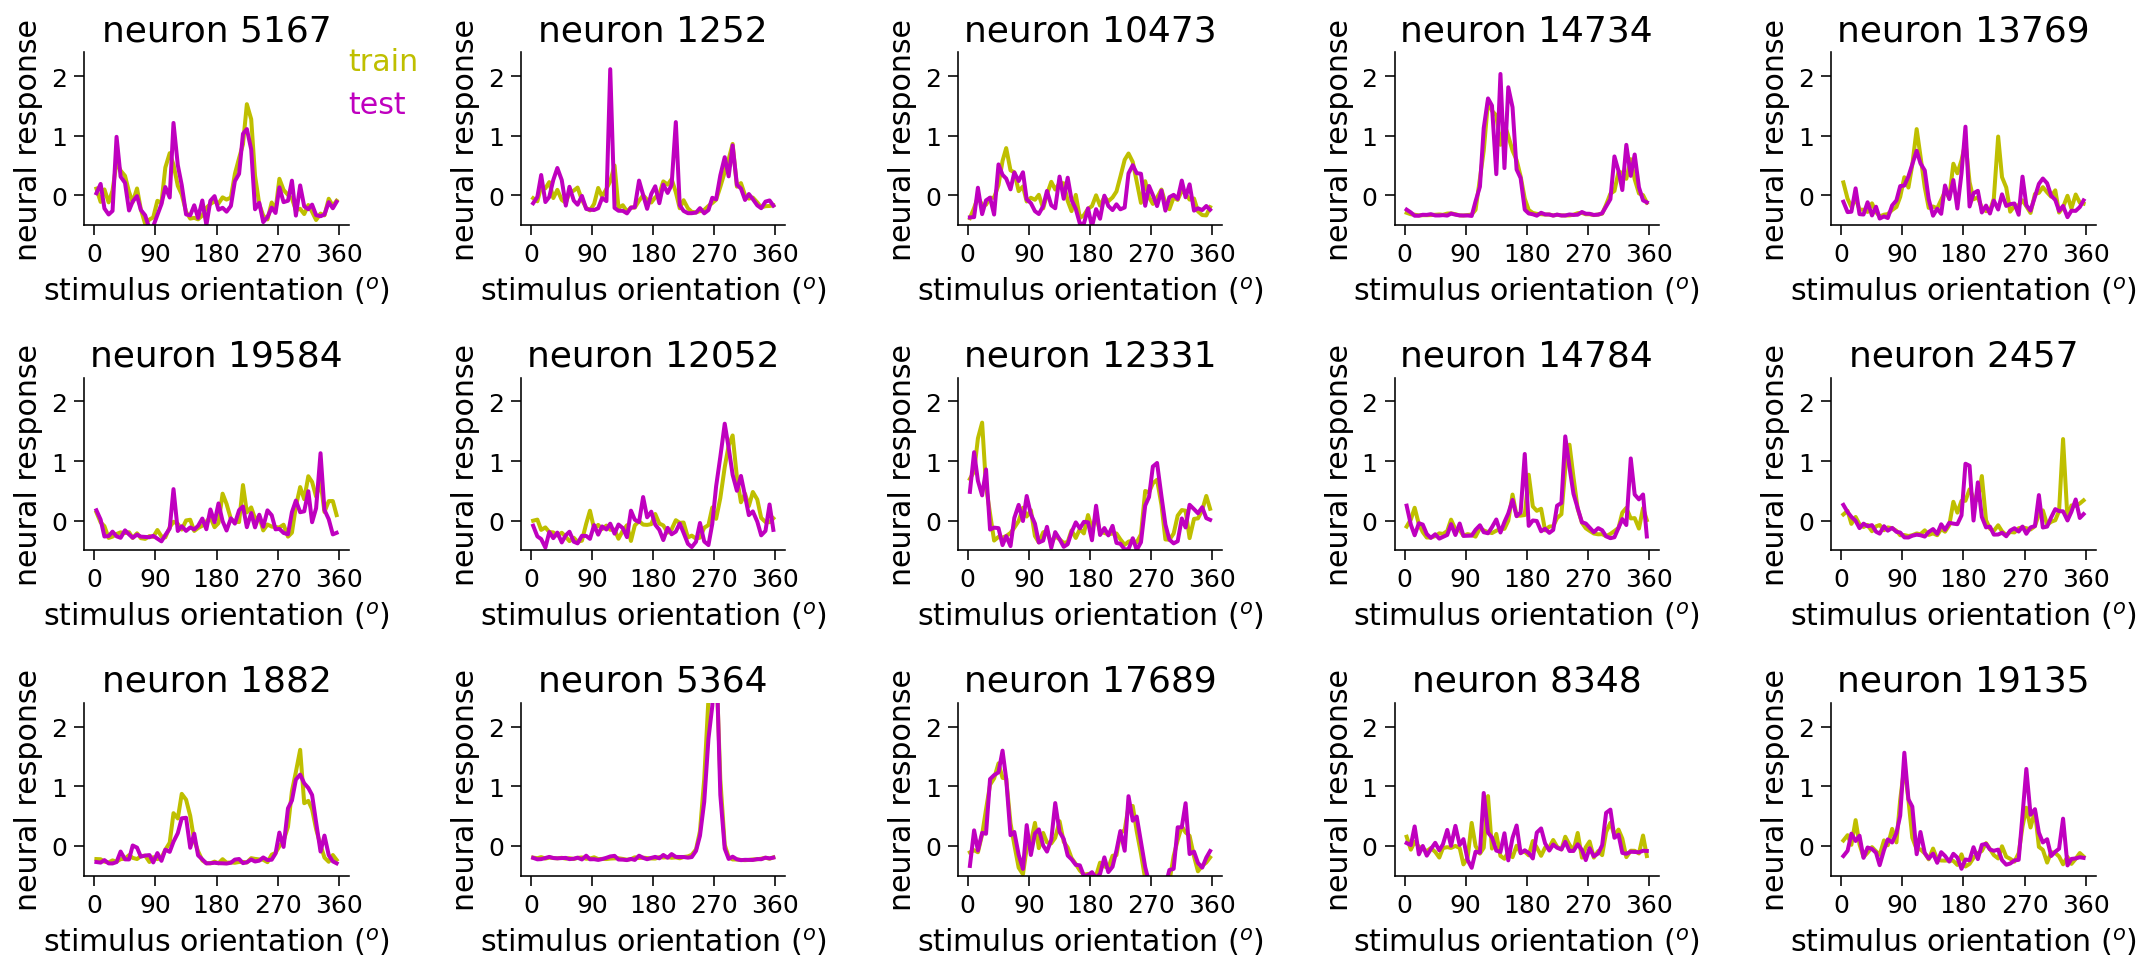 neuron 5167
train
test
neural response
2
1
0
0 90 180 270 360
stimulus orientation (º)
neuron 1252
neural response
2
1
0
0 90 180 270 360
stimulus orientation (º)
neuron 10473
neural response
2
1
0
0 90 180 270 360
stimulus orientation (º)
neuron 14734
neural response
2
1
0
0 90 180 270 360
stimulus orientation (º)
neuron 13769
neural response
2
1
0
0 90 180 270 360
stimulus orientation (º)
neuron 19584
neural response
2
1
0
0 90 180 270 360
stimulus orientation (º)
neuron 12052
neural response
2
1
0
0 90 180 270 360
stimulus orientation (º)
neuron 12331
neural response
2
1
0
0 90 180 270 360
stimulus orientation (º)
neuron 14784
neural response
2
1
0
0 90 180 270 360
stimulus orientation (º)
neuron 2457
neural response
2
1
0
0 90 180 270 360
stimulus orientation (º)
neuron 1882
neural response
2
1
0
0 90 180 270 360
stimulus orientation (º)
neuron 5364
neural response
2
1
0
0 90 180 270 360
stimulus orientation (º)
neuron 17689
neural response
2
1
0
0 90 180 270 360
stimulus orientation (º)
neuron 8348
neural response
2
1
0
0 90 180 270 360
stimulus orientation (º)
neuron 19135
neural response
2
1
0
0 90 180 270 360
stimulus orientation (º)